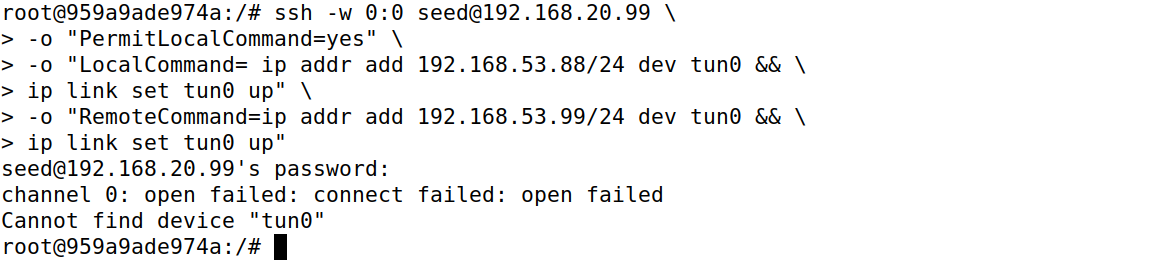 root@959a9ade974a:/# ssh -w 0:0 seed@192.168.20.99 \
> -o "PermitLocalCommand=yes" \
> -o "LocalCommand= ip addr add 192.168.53.88/24 dev tun0 && \
> ip link set tun0 up" \
> -o "RemoteCommand=ip addr add 192.168.53.99/24 dev tun0 && \
> ip link set tun0 up"
seed@192.168.20.99's password:
channel 0: open failed: connect failed: open failed
Cannot find device "tun0"
root@959a9ade974a:/#